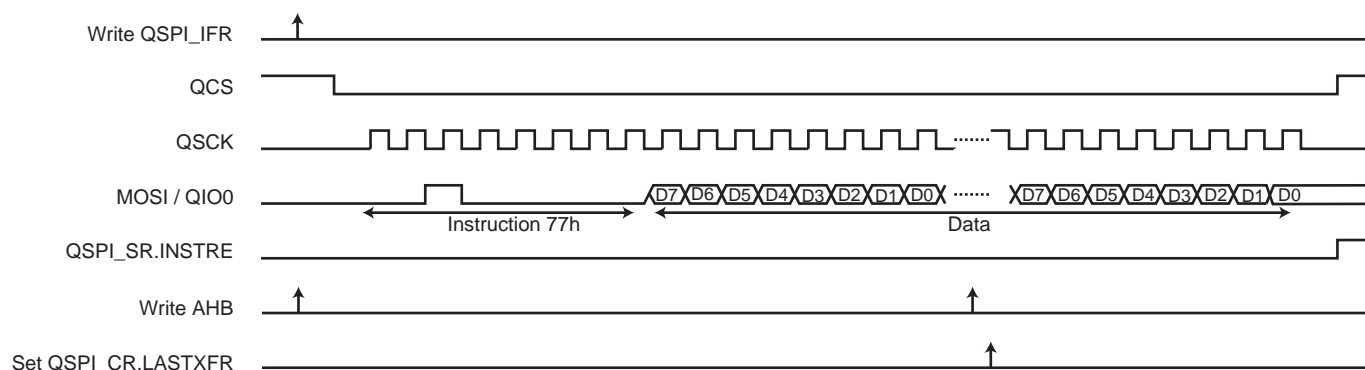 Write QSPI_IFR
QCS
QSCK
MOSI / QIO0
D7 D6 D5 D4 D3 D2 D1 D0 D7 D6 D5 D4 D3 D2 D1 D0
Instruction 77h Data
QSPI_SR.INSTRE
Write AHB
Set QSPI_CR.LASTXFR